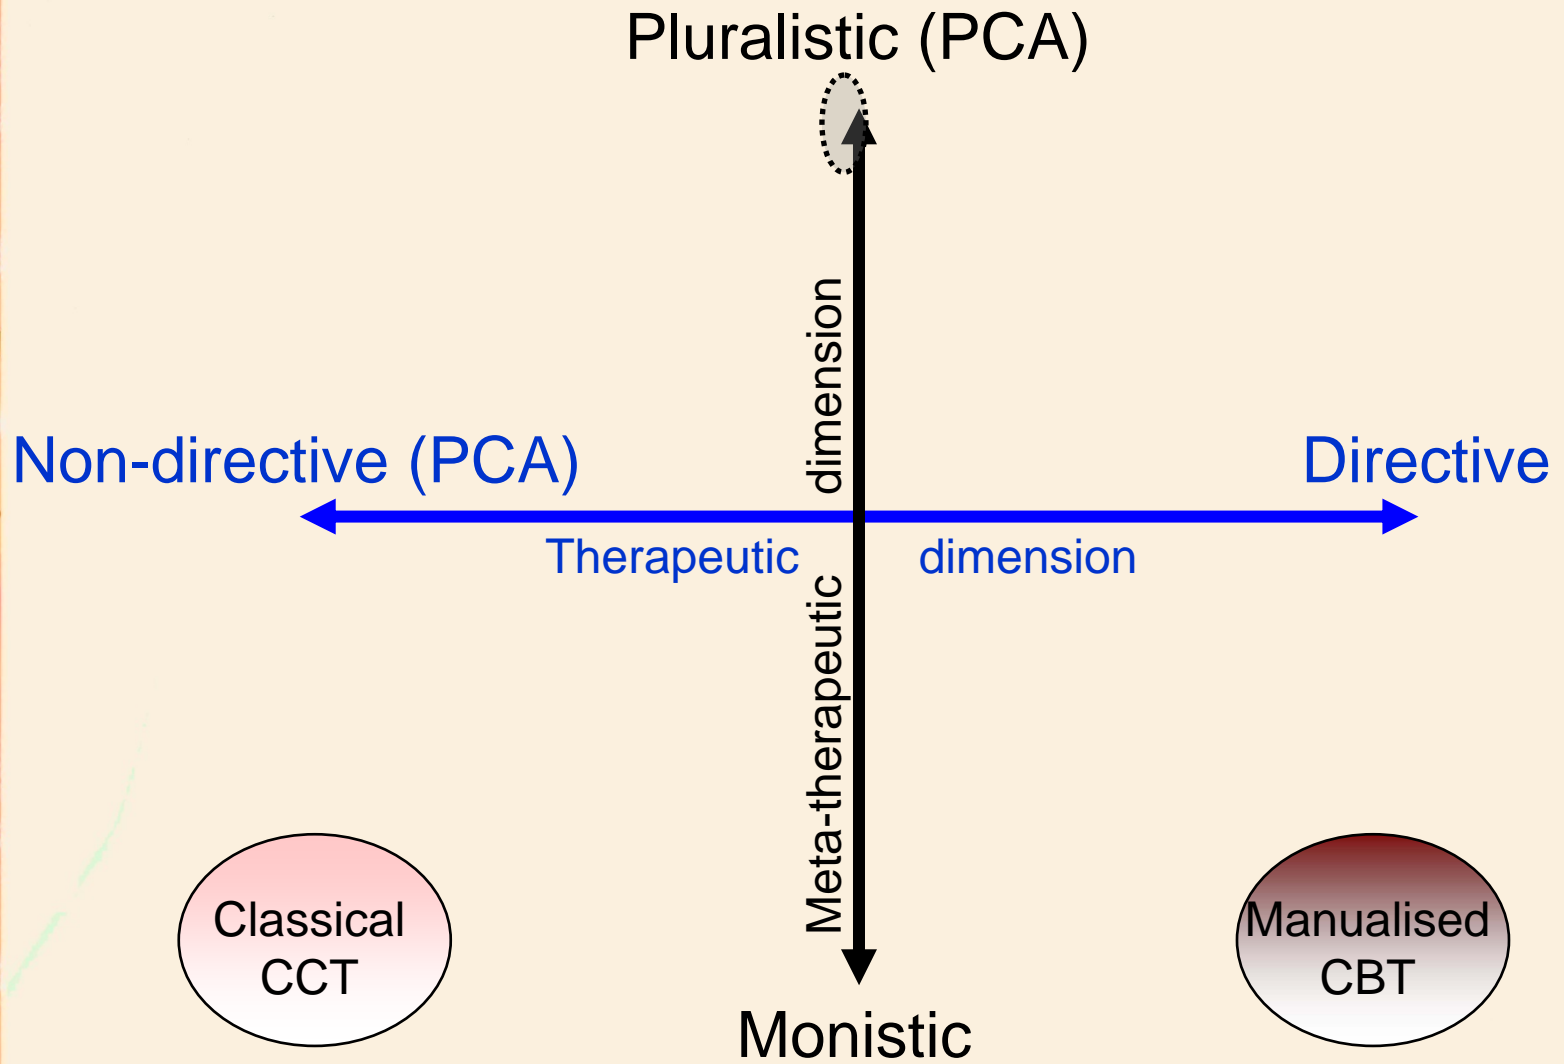 Pluralistic (PCA)
Meta-therapeutic dimension
Non-directive (PCA)
Directive
Therapeutic dimension
Classical
CCT
Manualised
CBT
Monistic